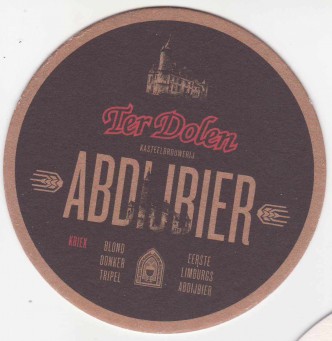 Ter Dolen
KASTEELBROUWERIJ
ABDIJBIER
KRIEK
BLOND
DONKER
TRIPEL
EERSTE
LIMBURGS
ABDIJBIER